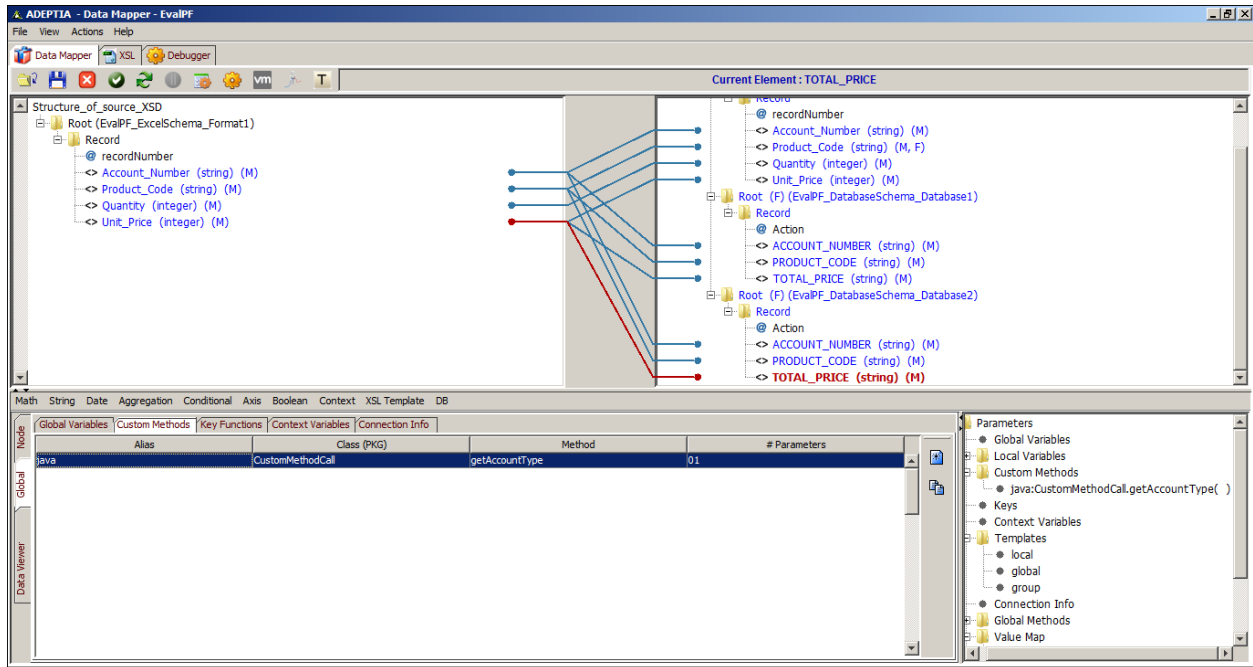 ADEPTIA - Data Mapper - EvalPF
File View Actions Help
Data Mapper XSL Debugger
vm T Current Element : TOTAL_PRICE
Structure_of_source_XSD
Root (EvalPF_ExcelSchema_Format1)
Record
@ recordNumber
<> Account_Number (string) (M)
<> Product_Code (string) (M)
<> Quantity (integer) (M)
<> Unit_Price (integer) (M)
Record
@ recordNumber
<> Account_Number (string) (M)
<> Product_Code (string) (M, F)
<> Quantity (integer) (M)
<> Unit_Price (integer) (M)
Root (F) (EvalPF_DatabaseSchema_Database1)
Record
@ Action
<> ACCOUNT_NUMBER (string) (M)
<> PRODUCT_CODE (string) (M)
<> TOTAL_PRICE (string) (M)
Root (F) (EvalPF_DatabaseSchema_Database2)
Record
@ Action
<> ACCOUNT_NUMBER (string) (M)
<> PRODUCT_CODE (string) (M)
<> TOTAL_PRICE (string) (M)
Math String Date Aggregation Conditional Axis Boolean Context XSL Template DB
Node
Global
Data Viewer
Global Variables Custom Methods Key Functions Context Variables Connection Info
Alias Class (PKG) Method # Parameters
java CustomMethodCall getAccountType 01
Parameters
Global Variables
Local Variables
Custom Methods
java:CustomMethodCall.getAccountType( )
Keys
Context Variables
Templates
local
global
group
Connection Info
Global Methods
Value Map